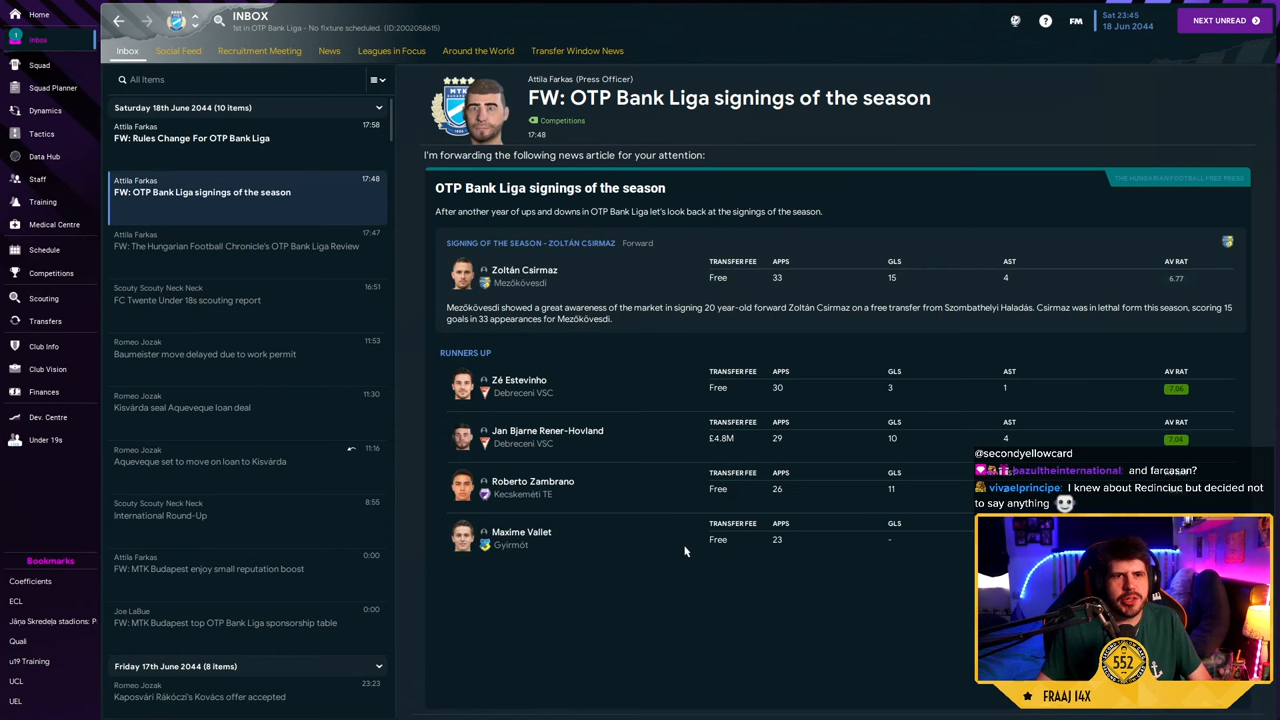 Home
1
Inbox
Squad
Squad Planner
Dynamics
Tactics
Data Hub
Staff
Training
Medical Centre
Schedule
Competitions
Scouting
Transfers
Club Info
Club Vision
Finances
Dev. Centre
Under 19s
Bookmarks
Coefficients
ECL
Jāņa Skredeļa stadions: P
Quali
u19 Training
UCL
UEL
INBOX
1st in OTP Bank Liga - No fixture scheduled. (ID:2002058615)
FM
Sat 23:45
18 Jun 2044
NEXT UNREAD
Inbox Social Feed Recruitment Meeting News Leagues in Focus Around the World Transfer Window News
All Items
Saturday 18th June 2044 (10 items)
Attila Farkas 17:58
FW: Rules Change For OTP Bank Liga
Attila Farkas 17:48
FW: OTP Bank Liga signings of the season
Attila Farkas 17:47
FW: The Hungarian Football Chronicle's OTP Bank Liga Review
Scouty Scouty Neck Neck 16:51
FC Twente Under 18s scouting report
Romeo Jozak 11:53
Baumeister move delayed due to work permit
Romeo Jozak 11:30
Kisvárda seal Aqueveque loan deal
Romeo Jozak 11:16
Aqueveque set to move on loan to Kisvárda
Scouty Scouty Neck Neck 8:55
International Round-Up
Attila Farkas 0:00
FW: MTK Budapest enjoy small reputation boost
Joe LaBue 0:00
FW: MTK Budapest top OTP Bank Liga sponsorship table
Friday 17th June 2044 (8 items)
Romeo Jozak 23:23
Kaposvári Rákóczi's Kovács offer accepted
MTK
Attila Farkas (Press Officer)
FW: OTP Bank Liga signings of the season
Competitions
17:48
I'm forwarding the following news article for your attention:
THE HUNGARIAN FOOTBALL FREE PRESS
OTP Bank Liga signings of the season
After another year of ups and downs in OTP Bank Liga let's look back at the signings of the season.
SIGNING OF THE SEASON - ZOLTÁN CSIRMAZ Forward
TRANSFER FEE APPS GLS AST AV RAT
Zoltán Csirmaz
Mezőkövesdi
Free 33 15 4 6.77
Mezőkövesdi showed a great awareness of the market in signing 20 year-old forward Zoltán Csirmaz on a free transfer from Szombathelyi Haladás. Csirmaz was in lethal form this season, scoring 15
goals in 33 appearances for Mezőkövesdi.
RUNNERS UP
TRANSFER FEE APPS GLS AST AV RAT
Zé Estevinho
Debreceni VSC
Free 30 3 1 7.06
TRANSFER FEE APPS GLS AST AV RAT
Jan Bjarne Rener-Hovland
Debreceni VSC
£4.8M 29 10 4 7.04
TRANSFER FEE APPS GLS
Roberto Zambrano
Kecskeméti TE
Free 26 11
TRANSFER FEE APPS GLS
Maxime Vallet
Gyirmót
Free 23 -
@secondyellowcard
bazultheinternational: and farcasan?
vivaelprincipe: I knew about Redinciuc but decided not
to say anything
552
FRAAJ 14X